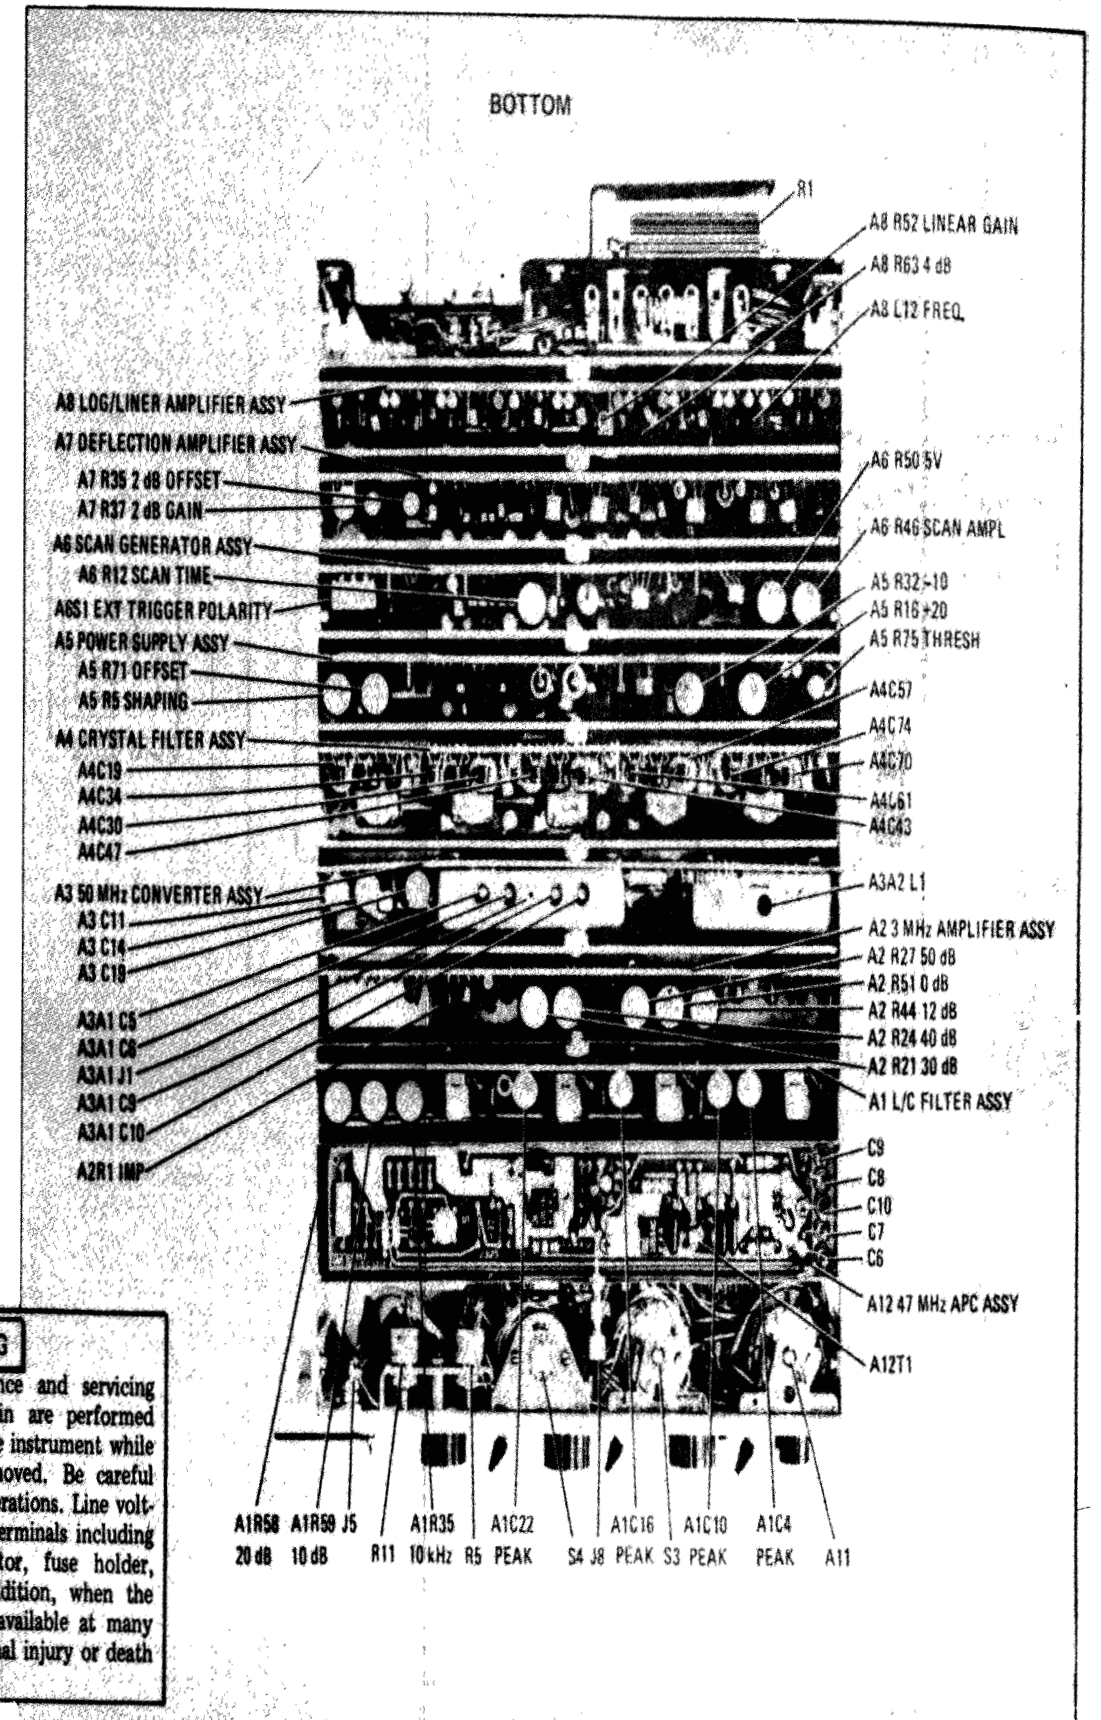 BOTTOM
R1
A8 R52 LINEAR GAIN
A8 R63 4 dB
A8 L12 FREQ.
A8 LOG/LINER AMPLIFIER ASSY
A7 DEFLECTION AMPLIFIER ASSY
A7 R35 2 dB OFFSET
A7 R37 2 dB GAIN
A6 SCAN GENERATOR ASSY
A6 R12 SCAN TIME
A6S1 EXT TRIGGER POLARITY
A5 POWER SUPPLY ASSY
A5 R71 OFFSET
A5 R5 SHAPING
A4 CRYSTAL FILTER ASSY
A4C19
A4C34
A4C30
A4C47
A3 50 MHz CONVERTER ASSY
A3 C11
A3 C14
A3 C19
A3A1 C5
A3A1 C6
A3A1 J1
A3A1 C9
A3A1 C10
A2R1 IMP
A6 R50 5V
A6 R46 SCAN AMPL
A5 R32 -10
A5 R16 +20
A5 R75 THRESH
A4C57
A4C74
A4C70
A4C61
A4C43
A3A2 L1
A2 3 MHz AMPLIFIER ASSY
A2 R27 50 dB
A2 R51 0 dB
A2 R44 12 dB
A2 R24 40 dB
A2 R21 30 dB
A1 L/C FILTER ASSY
C9
C8
C10
C7
C6
A12 47 MHz APC ASSY
A12T1
A1R58 A1R59 J5 A1R35 A1C22 A1C16 A1C10 A1C4
20 dB 10 dB R11 10 kHz R5 PEAK S4 J8 PEAK S3 PEAK PEAK A11
G
nce and servicing
in are performed
e instrument while
noved. Be careful
erations. Line volt-
erminals including
tor, fuse holder,
dition, when the
available at many
nal injury or death